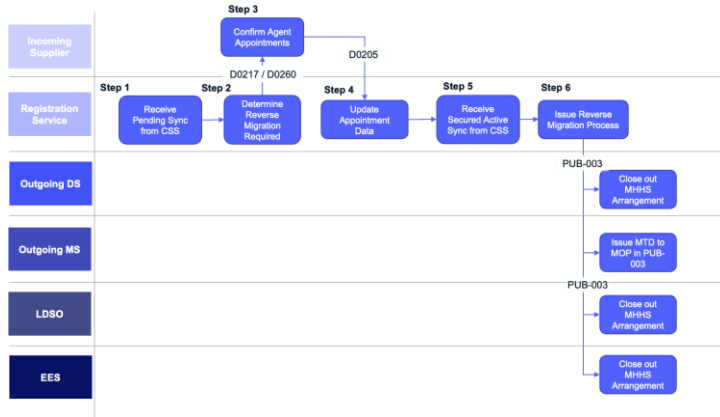 Step 3
Incoming
Supplier
Confirm Agent
Appointments
D0205
D0217 / D0260
Step 1
Step 2
Step 4
Step 5
Step 6
Registration
Service
Receive
Pending Sync
from CSS
Determine
Reverse
Migration
Required
Update
Appointment
Data
Receive
Secured Active
Sync from CSS
Issue Reverse
Migration Process
PUB-003
Outgoing DS
Close out
MHHS
Arrangement
Outgoing MS
Issue MTD to
MOP in PUB-
003
PUB-003
LDSO
Close out
MHHS
Arrangement
EES
Close out
MHHS
Arrangement